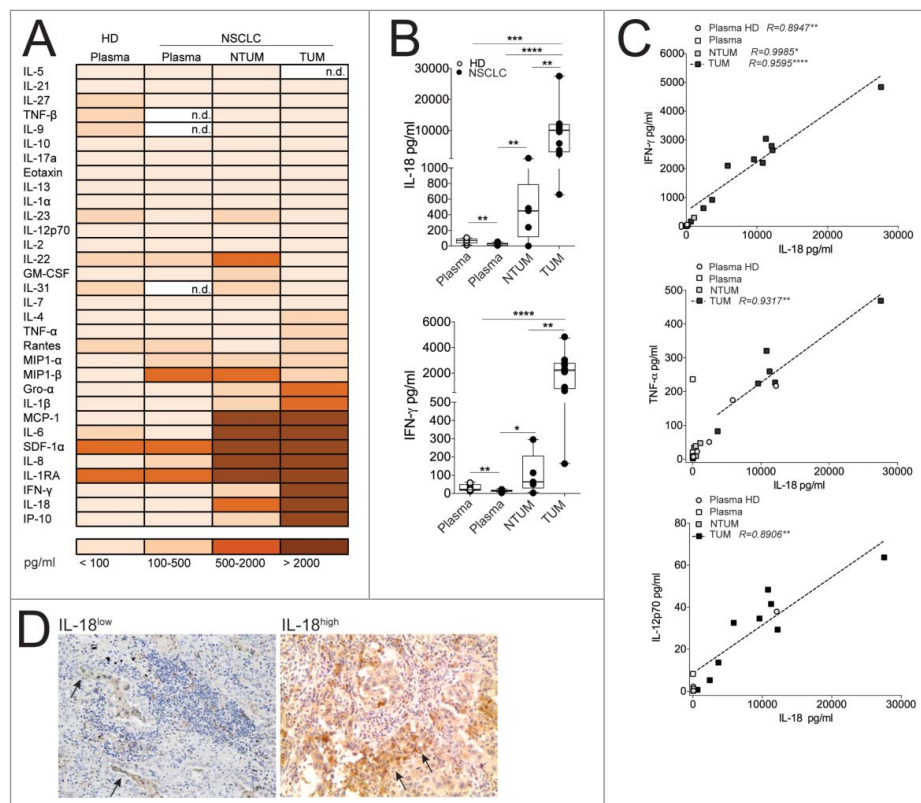 A
HD NSCLC
Plasma Plasma NTUM TUM
IL-5 n.d.
IL-21
IL-27
TNF-β n.d.
IL-9 n.d.
IL-10
IL-17a
Eotaxin
IL-13
IL-1α
IL-23
IL-12p70
IL-2
IL-22
GM-CSF
IL-31 n.d.
IL-7
IL-4
TNF-α
Rantes
MIP1-α
MIP1-β
Gro-α
IL-1β
MCP-1
IL-6
SDF-1α
IL-8
IL-1RA
IFN-γ
IL-18
IP-10
pg/ml < 100 100-500 500-2000 > 2000
B
***
****
HD
NSCLC
**
**
**
IL-18 pg/ml
30000
20000
10000
1000
800
600
400
200
0
Plasma Plasma NTUM TUM
****
**
*
**
IFN-γ pg/ml
6000
4000
2000
500
400
300
200
100
0
Plasma Plasma NTUM TUM
C
Plasma HD R=0.8947**
Plasma
NTUM R=0.9985*
TUM R=0.9595****
IFN-γ pg/ml
6000
5000
4000
3000
2000
1000
0
0 10000 20000 30000
IL-18 pg/ml
Plasma HD
Plasma
NTUM
TUM R=0.9317**
TNF-α pg/ml
500
400
300
200
100
0
0 10000 20000 30000
IL-18 pg/ml
Plasma HD
Plasma
NTUM
TUM R=0.8906**
IL-12p70 pg/ml
80
60
40
20
0
0 10000 20000 30000
IL-18 pg/ml
D
IL-18low IL-18high